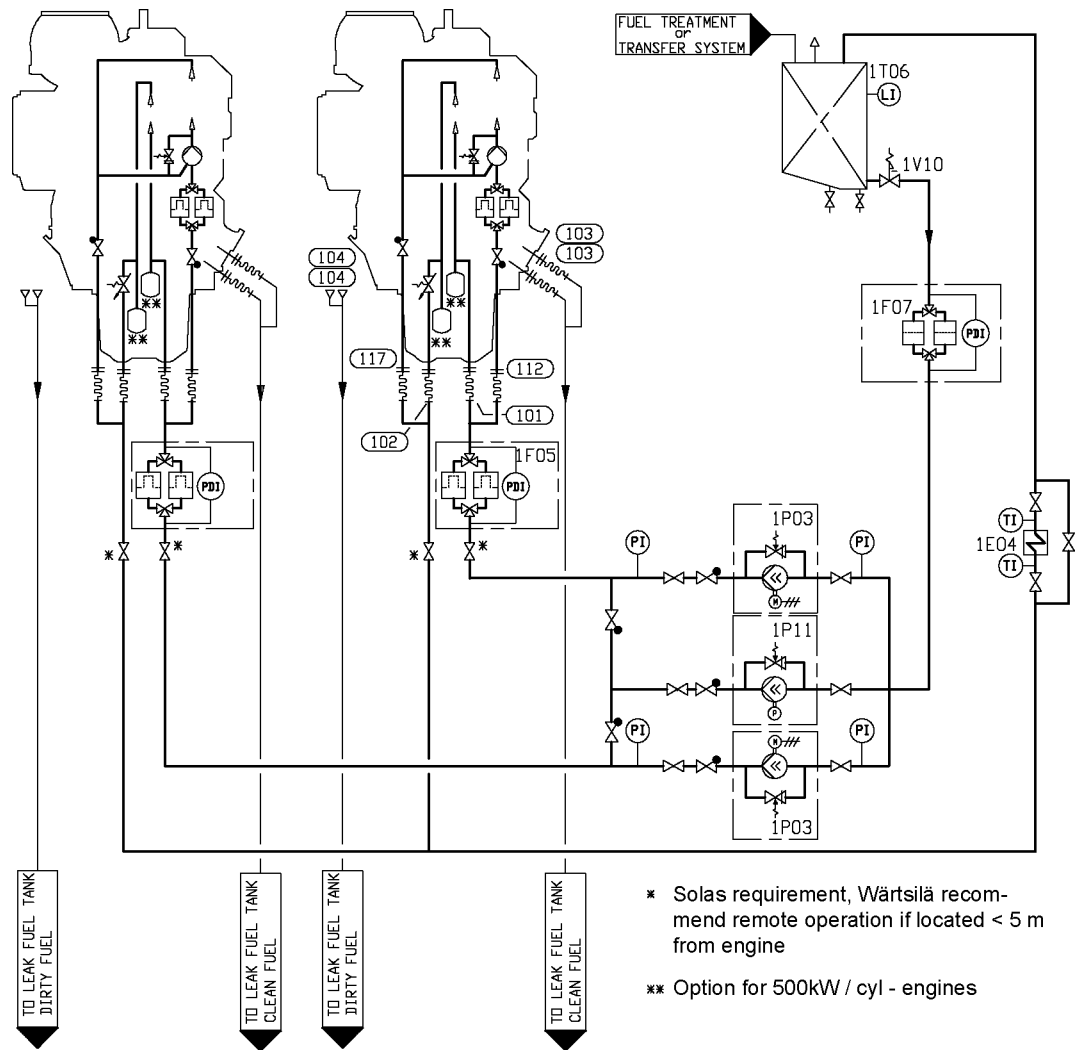 FUEL TREATMENT
or
TRANSFER SYSTEM
1T06
LI
1V10
103
103
104
104
1F07
PDI
117
112
101
102
1F05
PDI
PDI
*
*
*
*
**
**
**
**
PI
1P03
PI
M
TI
1E04
TI
1P11
P
PI
PI
M
1P03
TO LEAK FUEL TANK
DIRTY FUEL
TO LEAK FUEL TANK
CLEAN FUEL
TO LEAK FUEL TANK
DIRTY FUEL
TO LEAK FUEL TANK
CLEAN FUEL
* Solas requirement, Wärtsilä recom-
mend remote operation if located < 5 m
from engine
** Option for 500kW / cyl - engines